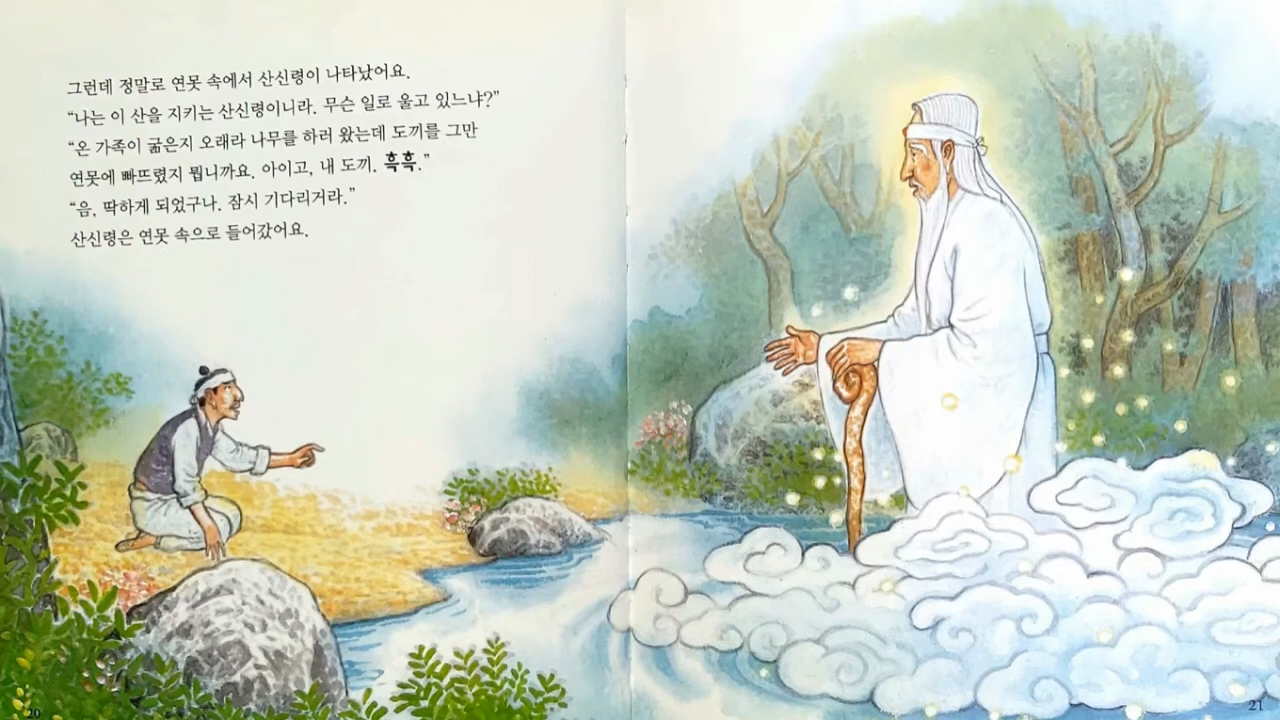 그런데 정말로 연못 속에서 산신령이 나타났어요.
“나는 이 산을 지키는 산신령이니라. 무슨 일로 울고 있느냐?”
“온 가족이 굶은지 오래라 나무를 하러 왔는데 도끼를 그만
연못에 빠뜨렸지 뭡니까요. 아이고, 내 도끼. 흑흑.”
“음, 딱하게 되었구나. 잠시 기다리거라.”
산신령은 연못 속으로 들어갔어요.
20
21